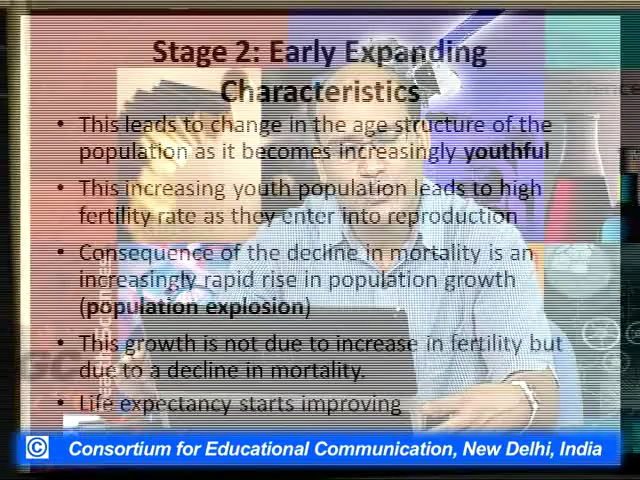 Stage 2: Early Expanding
Characteristics
• This leads to change in the age structure of the
population as it becomes increasingly youthful
• This increasing youth population leads to high
fertility rate as they enter into reproduction
• Consequence of the decline in mortality is an
increasingly rapid rise in population growth
(population explosion)
• This growth is not due to increase in fertility but
due to a decline in mortality.
• Life expectancy starts improving
© Consortium for Educational Communication, New Delhi, India